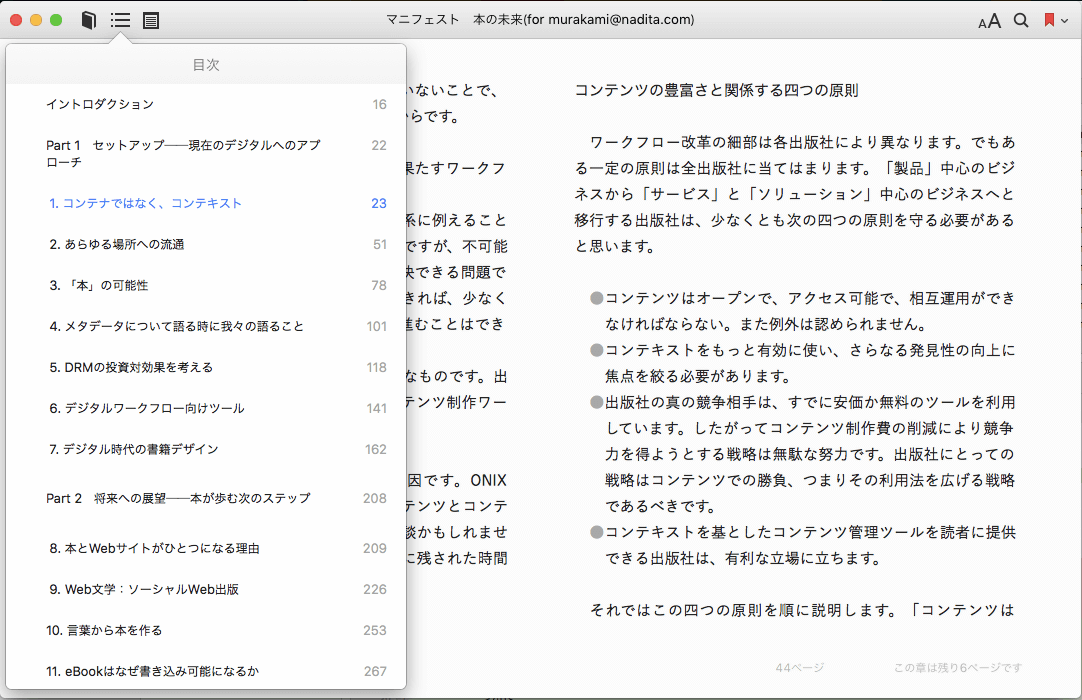 マニフェスト　本の未来(for murakami@nadita.com)
AA
目次
イントロダクション 16
Part 1　セットアップ――現在のデジタルへのアプ
ローチ 22
1. コンテナではなく、コンテキスト 23
2. あらゆる場所への流通 51
3. 「本」の可能性 78
4. メタデータについて語る時に我々の語ること 101
5. DRMの投資対効果を考える 118
6. デジタルワークフロー向けツール 141
7. デジタル時代の書籍デザイン 162
Part 2　将来への展望――本が歩む次のステップ 208
8. 本とWebサイトがひとつになる理由 209
9. Web文学：ソーシャルWeb出版 226
10. 言葉から本を作る 253
11. eBookはなぜ書き込み可能になるか 267
いないことで、
らです。
果たすワークフ
系に例えること
ですが、不可能
決できる問題で
きれば、少なく
進むことはでき
なものです。出
テンツ制作ワー
因です。ONIX
テンツとコンテ
談かもしれませ
に残された時間
コンテンツの豊富さと関係する四つの原則
ワークフロー改革の細部は各出版社により異なります。でもあ
る一定の原則は全出版社に当てはまります。「製品」中心のビジ
ネスから「サービス」と「ソリューション」中心のビジネスへと
移行する出版社は、少なくとも次の四つの原則を守る必要がある
と思います。
●コンテンツはオープンで、アクセス可能で、相互運用ができ
なければならない。また例外は認められません。
●コンテキストをもっと有効に使い、さらなる発見性の向上に
焦点を絞る必要があります。
●出版社の真の競争相手は、すでに安価か無料のツールを利用
しています。したがってコンテンツ制作費の削減により競争
力を得ようとする戦略は無駄な努力です。出版社にとっての
戦略はコンテンツでの勝負、つまりその利用法を広げる戦略
であるべきです。
●コンテキストを基としたコンテンツ管理ツールを読者に提供
できる出版社は、有利な立場に立ちます。
それではこの四つの原則を順に説明します。「コンテンツは
44ページ
この章は残り6ページです